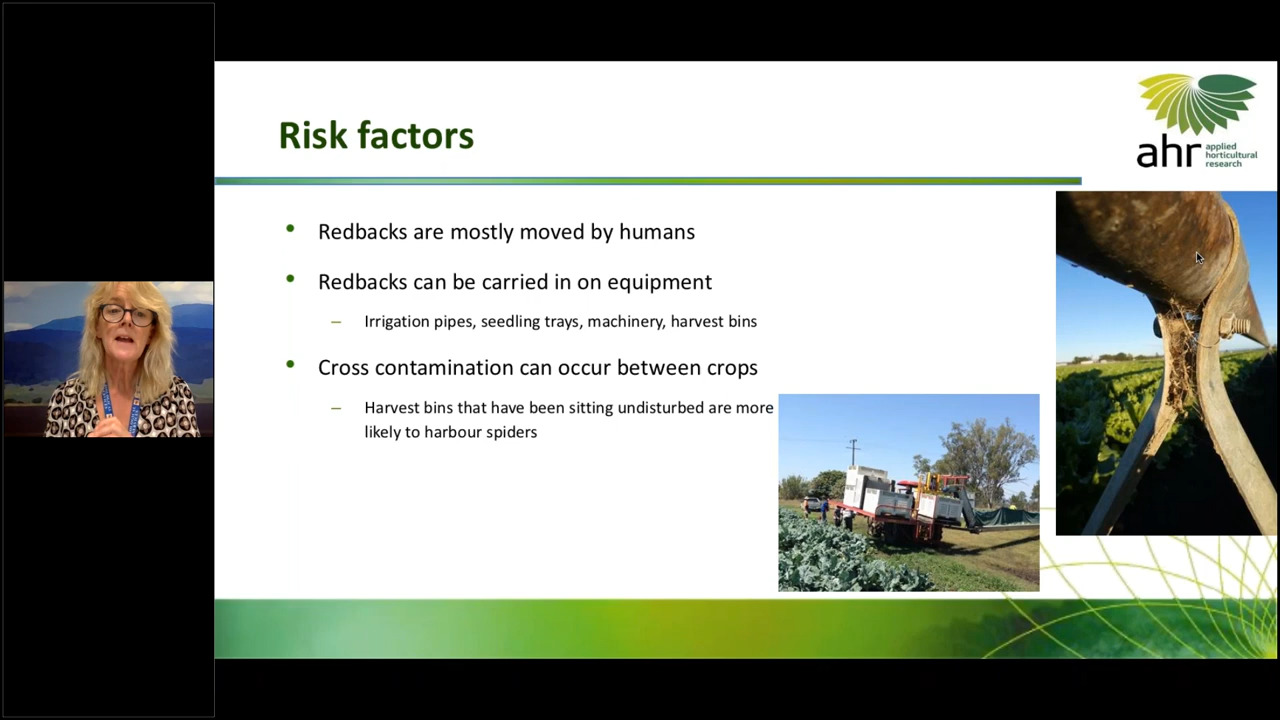 Risk factors
ahr applied
horticultural
research
• Redbacks are mostly moved by humans
• Redbacks can be carried in on equipment
– Irrigation pipes, seedling trays, machinery, harvest bins
• Cross contamination can occur between crops
– Harvest bins that have been sitting undisturbed are more
likely to harbour spiders